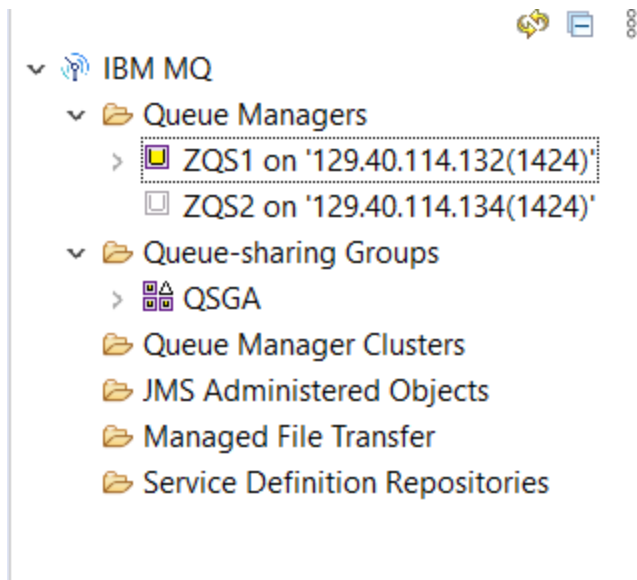 IBM MQ
Queue Managers
ZQS1 on '129.40.114.132(1424)'
ZQS2 on '129.40.114.134(1424)'
Queue-sharing Groups
QSGA
Queue Manager Clusters
JMS Administered Objects
Managed File Transfer
Service Definition Repositories